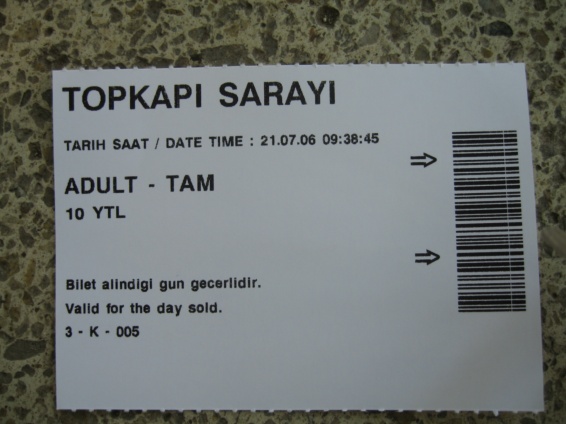 TOPKAPI SARAYI
TARIH SAAT / DATE TIME : 21.07.06 09:38:45
ADULT - TAM
10 YTL
Bilet alindigi gun gecerlidir.
Valid for the day sold.
3 - K - 005